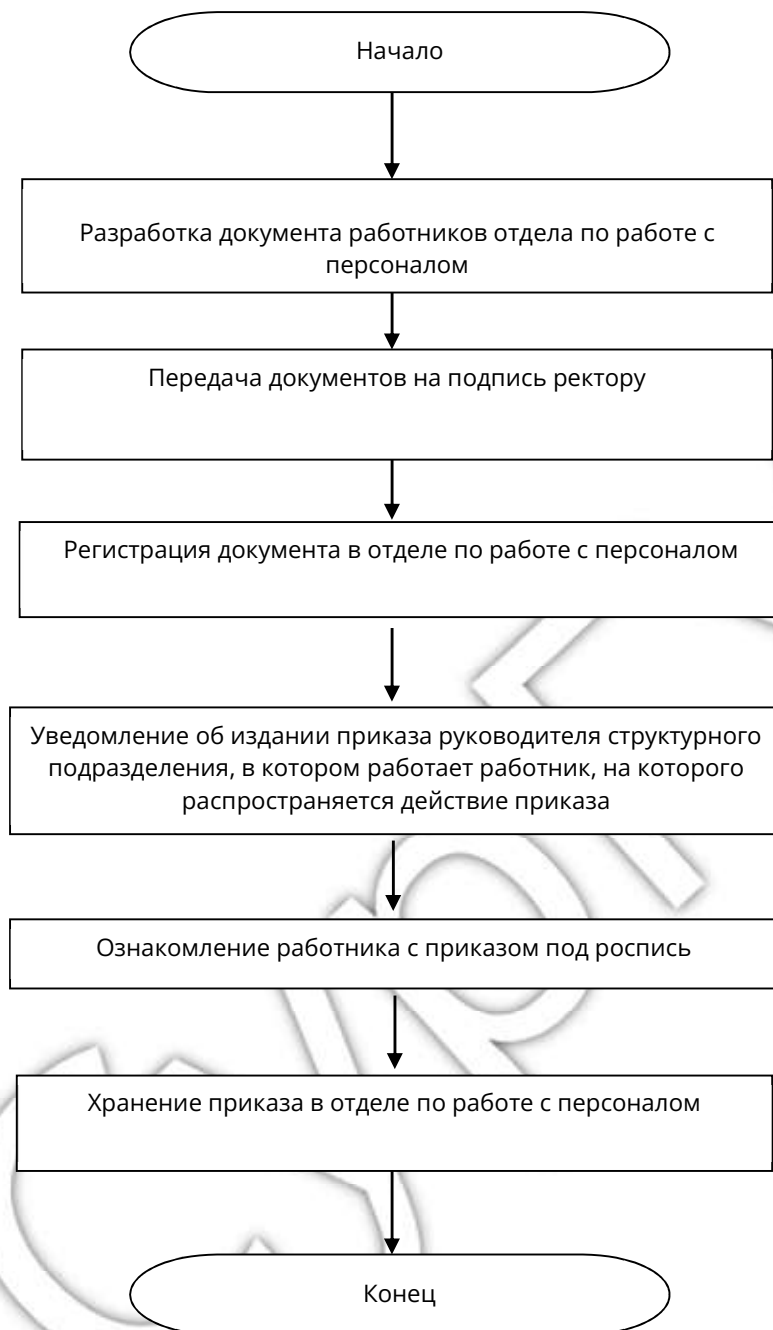 Начало
Разработка документа работников отдела по работе с
персоналом
Передача документов на подпись ректору
Регистрация документа в отделе по работе с персоналом
Уведомление об издании приказа руководителя структурного
подразделения, в котором работает работник, на которого
распространяется действие приказа
Ознакомление работника с приказом под роспись
Хранение приказа в отделе по работе с персоналом
Конец